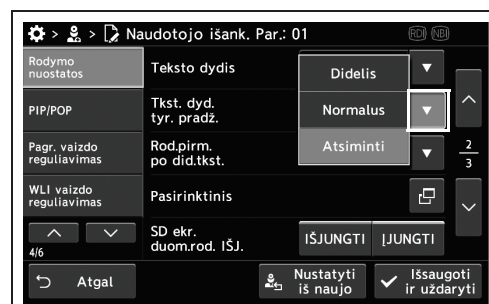 > > Naudotojo išank. Par.: 01 RDI NBI
Rodymo
nuostatos
PIP/POP
Pagr. vaizdo
reguliavimas
WLI vaizdo
reguliavimas
4/6
Teksto dydis
Tkst. dyd.
tyr. pradž.
Rod.pirm.
po did.tkst.
Pasirinktinis
SD ekr.
duom.rod. IŠJ.
Didelis
Normalus
Atsiminti
IŠJUNGTI ĮJUNGTI
2
3
Atgal
Nustatyti
iš naujo
Išsaugoti
ir uždaryti